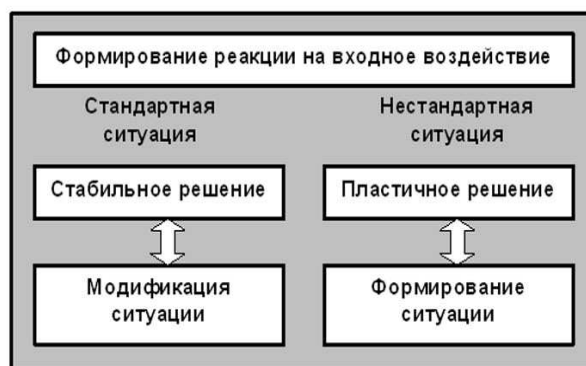 Формирование реакции на входное воздействие
Стандартная
ситуация
Нестандартная
ситуация
Стабильное решение
Пластичное решение
Модификация
ситуации
Формирование
ситуации